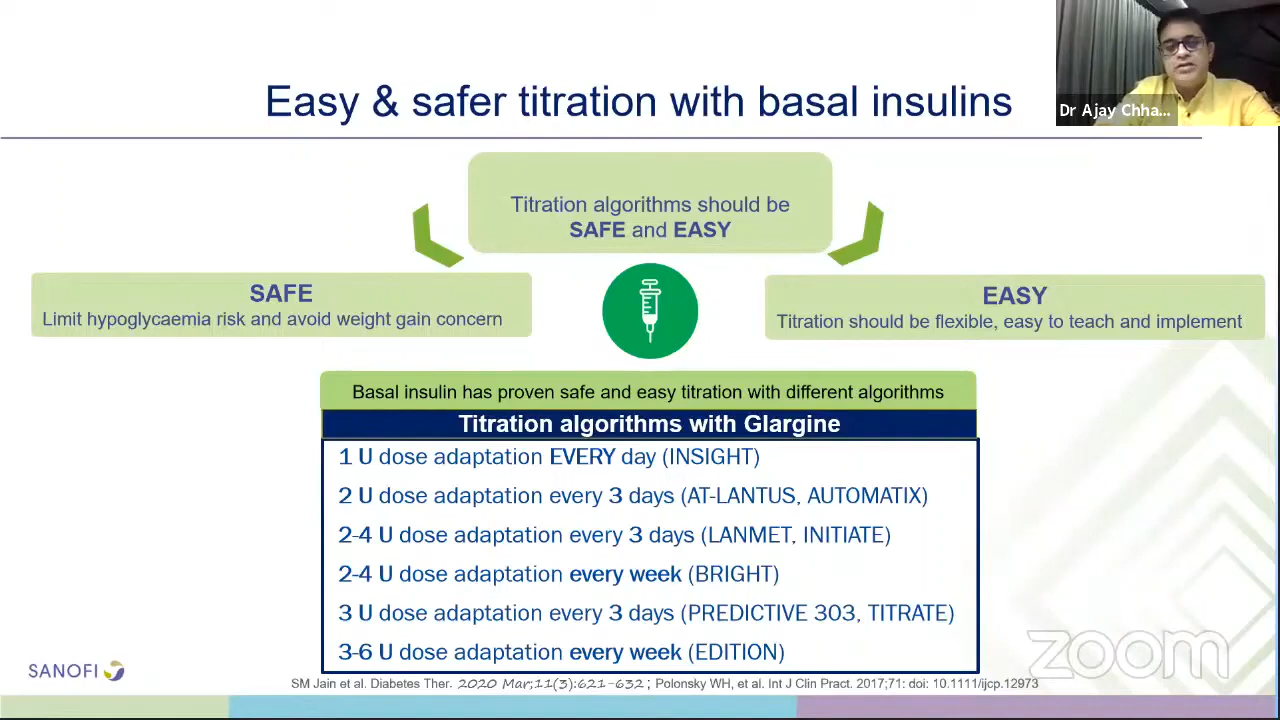 Easy & safer titration with basal insulins
Dr Ajay Chha...
Titration algorithms should be
SAFE and EASY
SAFE
Limit hypoglycaemia risk and avoid weight gain concern
EASY
Titration should be flexible, easy to teach and implement
Basal insulin has proven safe and easy titration with different algorithms
Titration algorithms with Glargine
1 U dose adaptation EVERY day (INSIGHT)
2 U dose adaptation every 3 days (AT-LANTUS, AUTOMATIX)
2-4 U dose adaptation every 3 days (LANMET, INITIATE)
2-4 U dose adaptation every week (BRIGHT)
3 U dose adaptation every 3 days (PREDICTIVE 303, TITRATE)
3-6 U dose adaptation every week (EDITION)
zoom
SANOFI
SM Jain et al. Diabetes Ther. 2020 Mar;11(3):621-632; Polonsky WH, et al. Int J Clin Pract. 2017;71: doi: 10.1111/ijcp.12973